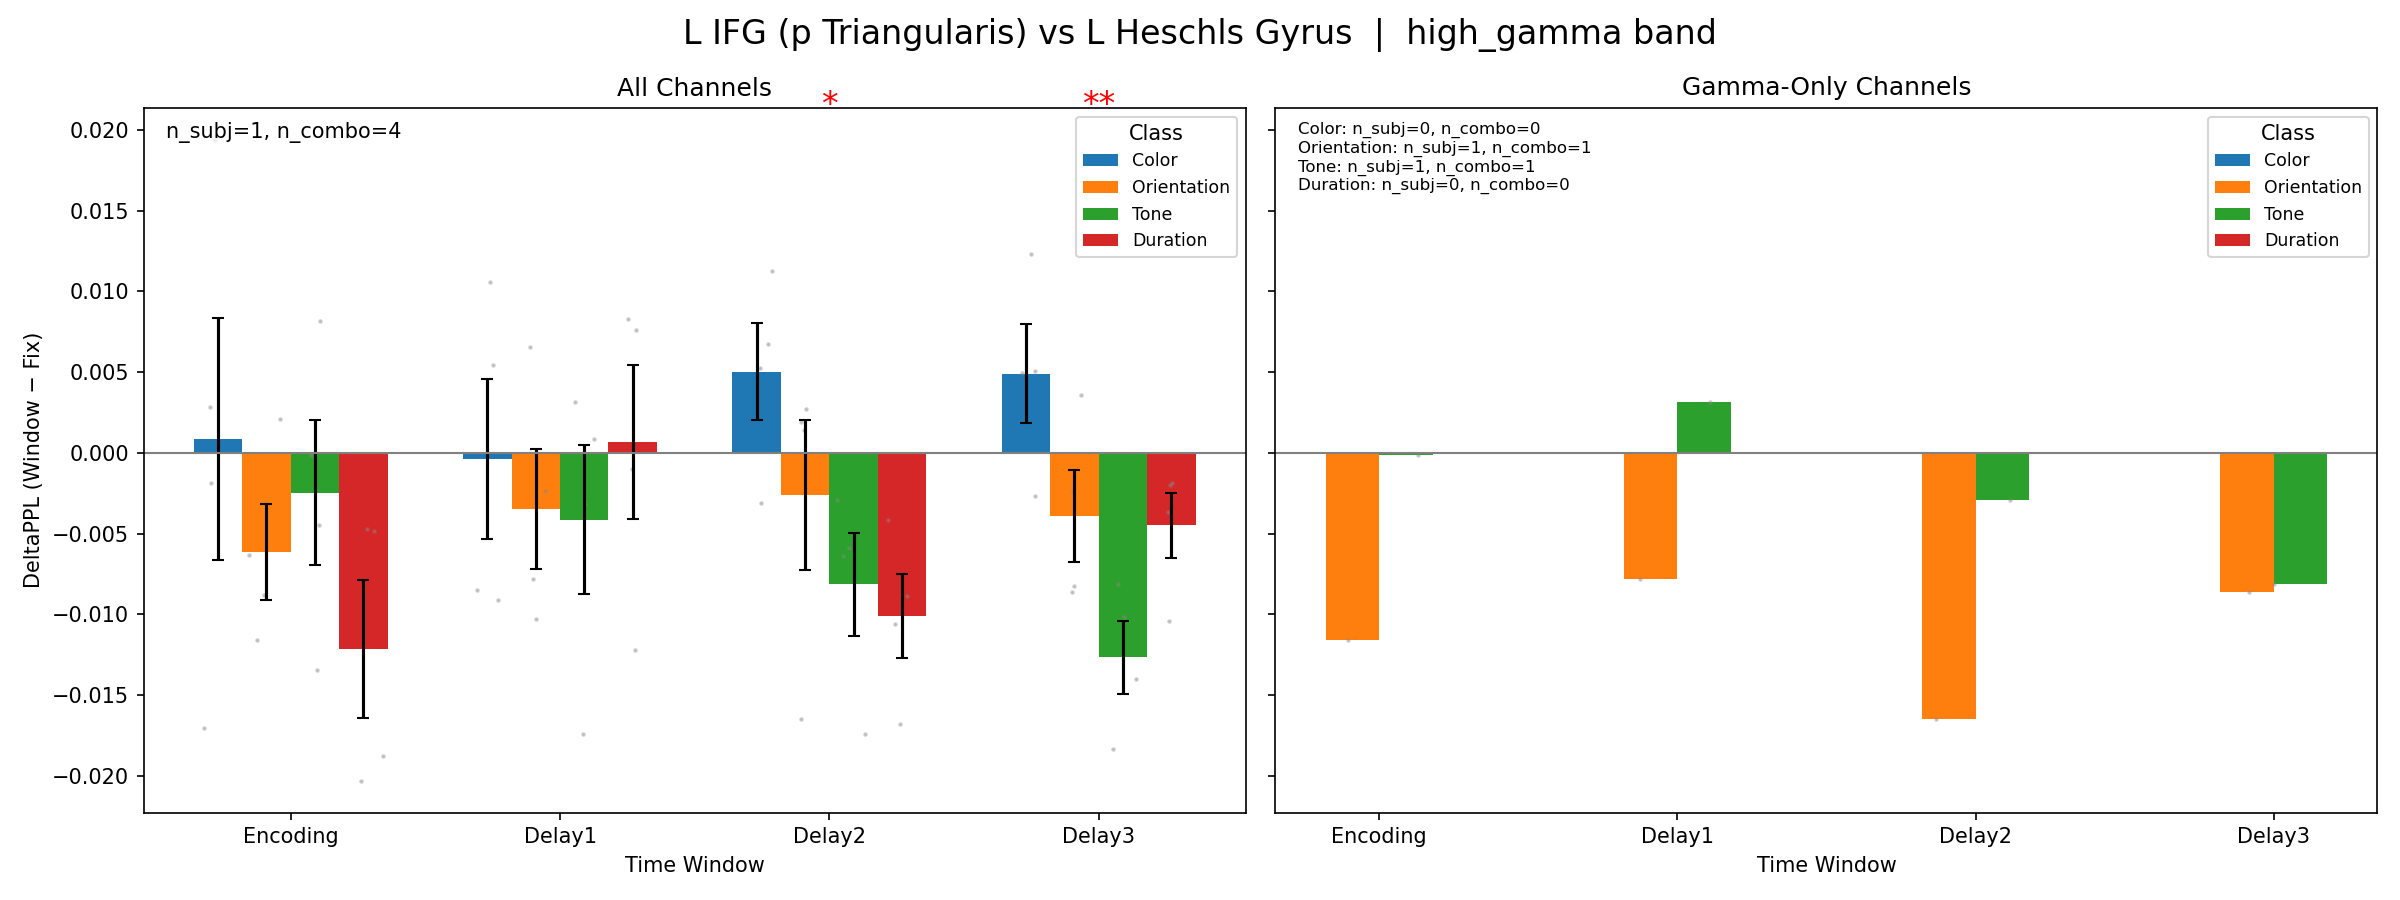 L IFG (p Triangularis) vs L Heschls Gyrus | high_gamma band
All Channels
* **
n_subj=1, n_combo=4
Class
Color
Orientation
Tone
Duration
DeltaPPL (Window − Fix)
0.020
0.015
0.010
0.005
0.000
−0.005
−0.010
−0.015
−0.020
Encoding Delay1 Delay2 Delay3
Time Window
Gamma-Only Channels
Color: n_subj=0, n_combo=0
Orientation: n_subj=1, n_combo=1
Tone: n_subj=1, n_combo=1
Duration: n_subj=0, n_combo=0
Class
Color
Orientation
Tone
Duration
Encoding Delay1 Delay2 Delay3
Time Window